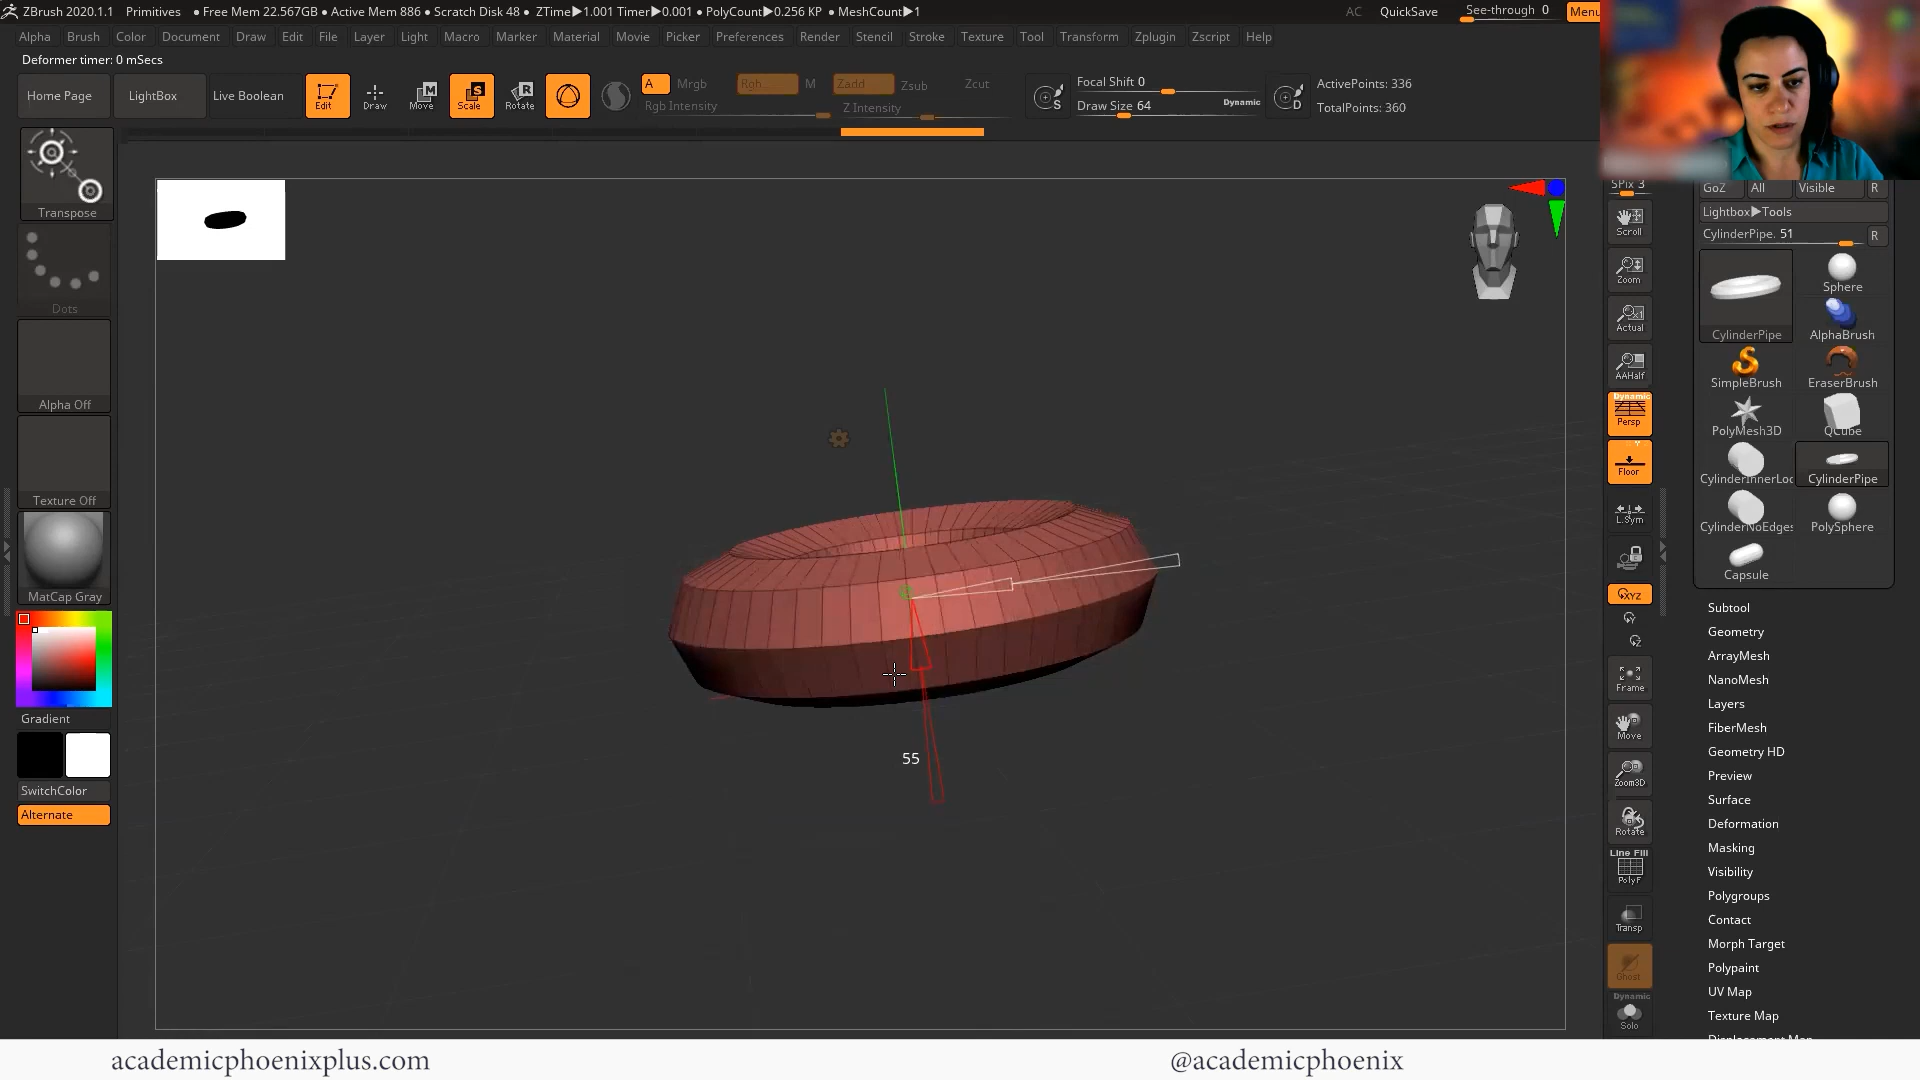 ZBrush 2020.1.1 Primitives • Free Mem 22.567GB • Active Mem 886 • Scratch Disk 48 • ZTime▶1.001 Timer▶0.001 • PolyCount▶0.256 KP • MeshCount▶1 AC QuickSave See-through 0 Menu
Alpha Brush Color Document Draw Edit File Layer Light Macro Marker Material Movie Picker Preferences Render Stencil Stroke Texture Tool Transform Zplugin Zscript Help
Deformer timer: 0 mSecs
Home Page LightBox Live Boolean Edit Draw Move Scale Rotate
A Mrgb Rgb M Zadd Zsub Zcut
Rgb Intensity Z Intensity
Focal Shift 0
Draw Size 64 Dynamic
ActivePoints: 336
TotalPoints: 360
Transpose
Dots
Alpha Off
Texture Off
MatCap Gray
Gradient
SwitchColor
Alternate
55
SPix 3
Scroll
Zoom
Actual
AAHalf
Dynamic
Persp
Floor
L.Sym
XYZ
Frame
Move
Zoom3D
Rotate
Line Fill
PolyF
Transp
Ghost
Dynamic
Solo
GoZ All Visible R
Lightbox▶Tools
CylinderPipe. 51 R
CylinderPipe Sphere
AlphaBrush
SimpleBrush EraserBrush
PolyMesh3D QCube
CylinderInnerLoc CylinderPipe
CylinderNoEdges PolySphere
Capsule
Subtool
Geometry
ArrayMesh
NanoMesh
Layers
FiberMesh
Geometry HD
Preview
Surface
Deformation
Masking
Visibility
Polygroups
Contact
Morph Target
Polypaint
UV Map
Texture Map
academicphoenixplus.com
@academicphoenix